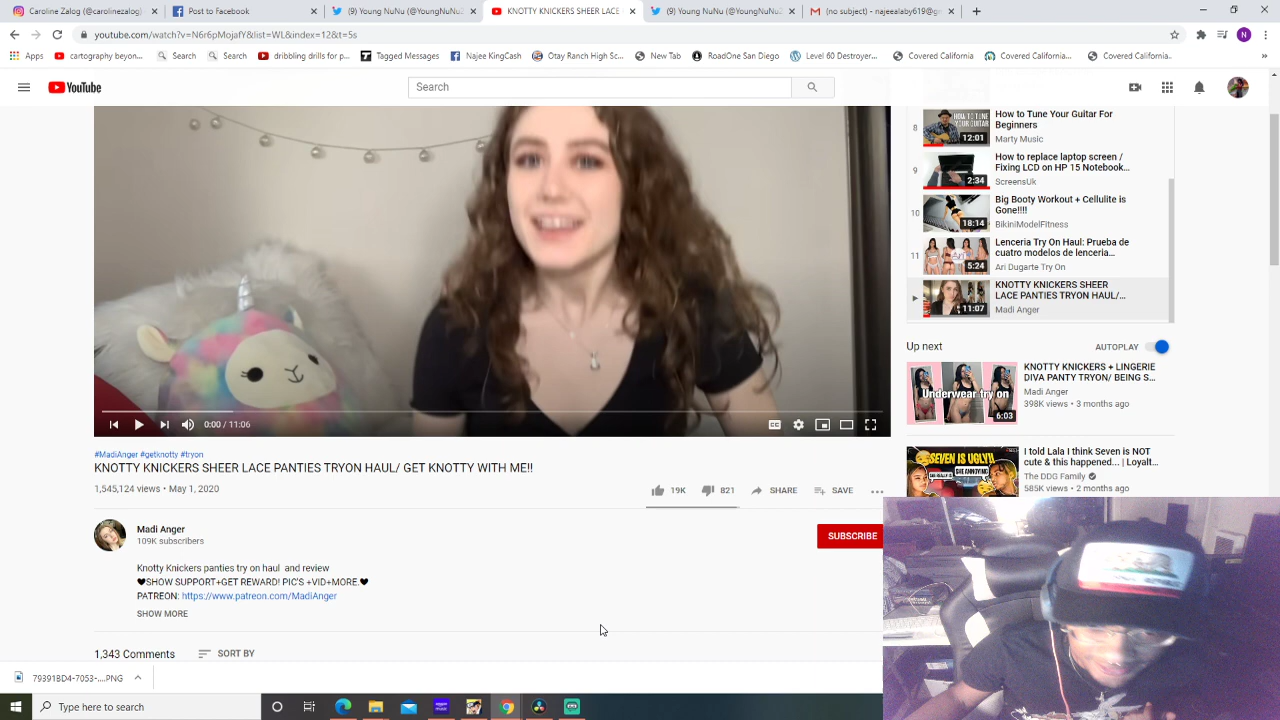 Instagram
Post to Facebook
(9) Young NuNu (@YoungNuNu
KNOTTY KNICKERS SHEER LACE
(9) Young NuNu (@YoungNuNu5
(no subject) - najeeabby619@g
youtube.com/watch?v=N6r6pMojafY&list=WL&index=12&t=5s
N
Apps
cartography beyon...
Search
Search
dribbling drills for p...
Tagged Messages
Najee KingCash
Otay Ranch High Sc...
New Tab
RoadOne San Diego
Level 60 Destroyer...
Covered California
Covered California...
Covered California...
YouTube
Search
8
How to Tune Your Guitar For
Beginners
Marty Music
12:01
9
How to replace laptop screen /
Fixing LCD on HP 15 Notebook...
ScreensUk
2:34
10
Big Booty Workout + Cellulite is
Gone!!!!
BikiniModelFitness
18:14
11
Lenceria Try On Haul: Prueba de
cuatro modelos de lenceria...
Ari Dugarte Try On
5:24
KNOTTY KNICKERS SHEER
LACE PANTIES TRYON HAUL/...
Madi Anger
11:07
Up next
AUTOPLAY
Underwear try on
6:03
KNOTTY KNICKERS + LINGERIE
DIVA PANTY TRYON/ BEING S...
Madi Anger
398K views • 3 months ago
SEVEN IS UGLY!!
SHE ANNOYING
I told Lala I think Seven is NOT
cute & this happened... | Loyalt...
The DDG Family
585K views • 2 months ago
0:00 / 11:06
CC
#MadiAnger #getknotty #tryon
KNOTTY KNICKERS SHEER LACE PANTIES TRYON HAUL/ GET KNOTTY WITH ME!!
1,545,124 views • May 1, 2020
19K
821
SHARE
SAVE
Madi Anger
109K subscribers
SUBSCRIBE
Knotty Knickers panties try on haul and review
♥SHOW SUPPORT+GET REWARD! PIC'S +VID+MORE.♥
PATREON: https://www.patreon.com/MadiAnger
SHOW MORE
1,343 Comments
SORT BY
79391BD4-7053-....PNG
Type here to search